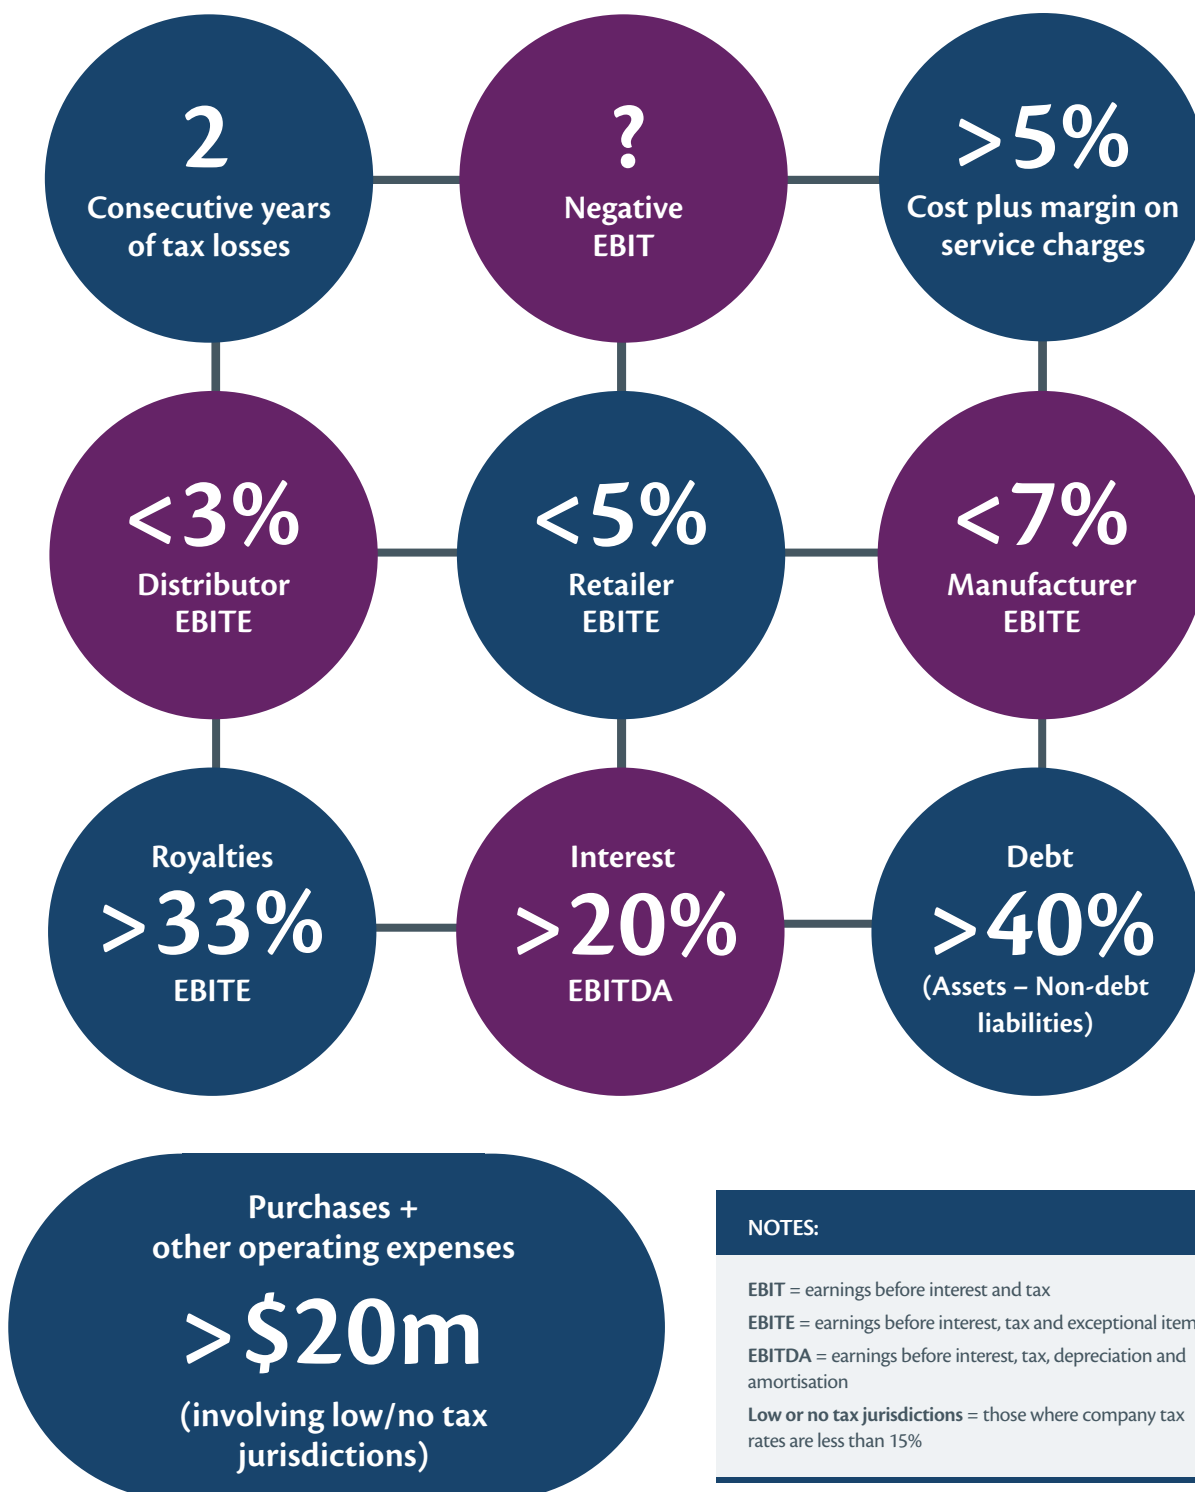 2
Consecutive years
of tax losses
?
Negative
EBIT
>5%
Cost plus margin on
service charges
<3%
Distributor
EBITE
<5%
Retailer
EBITE
<7%
Manufacturer
EBITE
Royalties
>33%
EBITE
Interest
>20%
EBITDA
Debt
>40%
(Assets – Non-debt
liabilities)
Purchases +
other operating expenses
>$20m
(involving low/no tax
jurisdictions)
NOTES:
EBIT = earnings before interest and tax
EBITE = earnings before interest, tax and exceptional item
EBITDA = earnings before interest, tax, depreciation and
amortisation
Low or no tax jurisdictions = those where company tax
rates are less than 15%